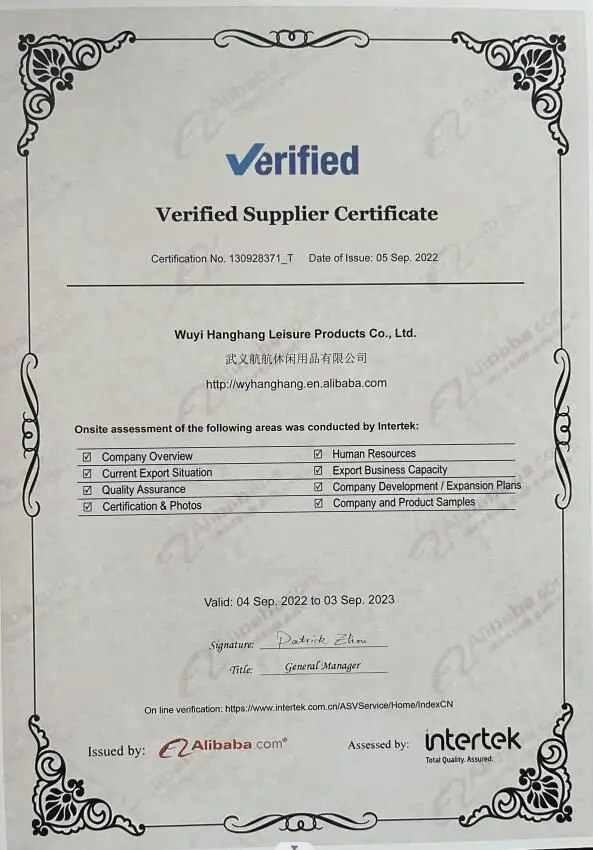 Verified
Verified Supplier Certificate
Certification No. 130928371_T Date of Issue: 05 Sep. 2022
Wuyi Hanghang Leisure Products Co., Ltd.
武义航航休闲用品有限公司
http://wyhanghang.en.alibaba.com
Onsite assessment of the following areas was conducted by Intertek:
☑ Company Overview ☑ Human Resources
☑ Current Export Situation ☑ Export Business Capacity
☑ Quality Assurance ☑ Company Development / Expansion Plans
☑ Certification & Photos ☑ Company and Product Samples
Valid: 04 Sep. 2022 to 03 Sep. 2023
Signature: Patrick Zhou
Title: General Manager
On line verification: https://www.intertek.com.cn/ASVService/Home/IndexCN
Issued by: Alibaba.com® Assessed by: intertek
Total Quality. Assured.